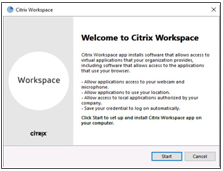 Citrix Workspace
Workspace
citrix
Welcome to Citrix Workspace
Citrix Workspace app installs software that allows access to
virtual applications that your organization provides,
including software that allows access to the applications
that use your browser.
- Allow applications access to your webcam and
microphone.
- Allow applications to use your location.
- Allow access to local applications authorized by your
company.
- Save your credential to log on automatically.
Click Start to set up and install Citrix Workspace app on
your computer.
Start
Cancel